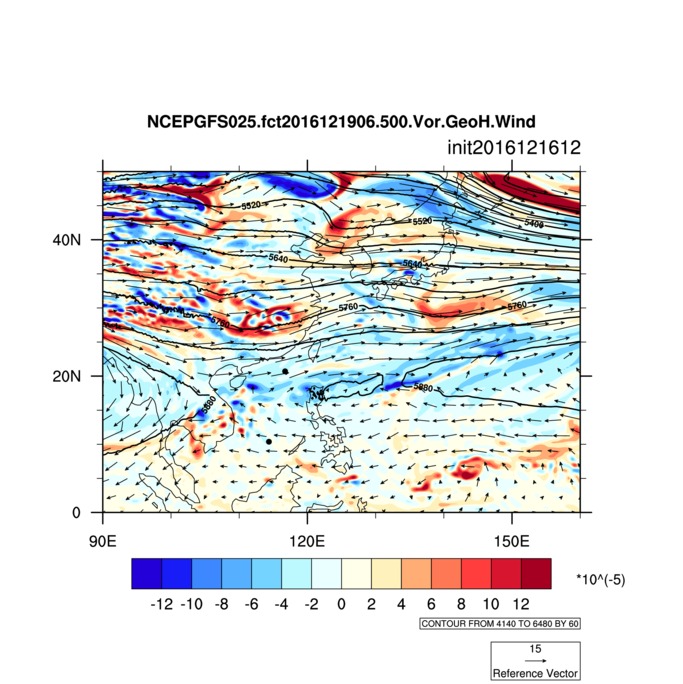 NCEPGFS025.fct2016121906.500.Vor.GeoH.Wind
init2016121612
5520
5520
5400
40N
5640
5640
5760
5760
5760
20N
5880
5880
0
90E 120E 150E
-12 -10 -8 -6 -4 -2 0 2 4 6 8 10 12 *10^(-5)
CONTOUR FROM 4140 TO 6480 BY 60
15
Reference Vector